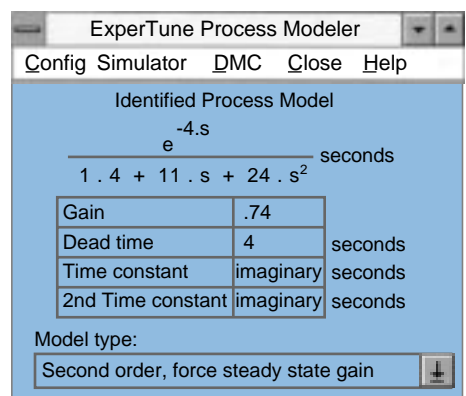 ExperTune Process Modeler
Config Simulator DMC Close Help
Identified Process Model
e-4.s
1 . 4 + 11 . s + 24 . s2 seconds
Gain .74
Dead time 4 seconds
Time constant imaginary seconds
2nd Time constant imaginary seconds
Model type:
Second order, force steady state gain